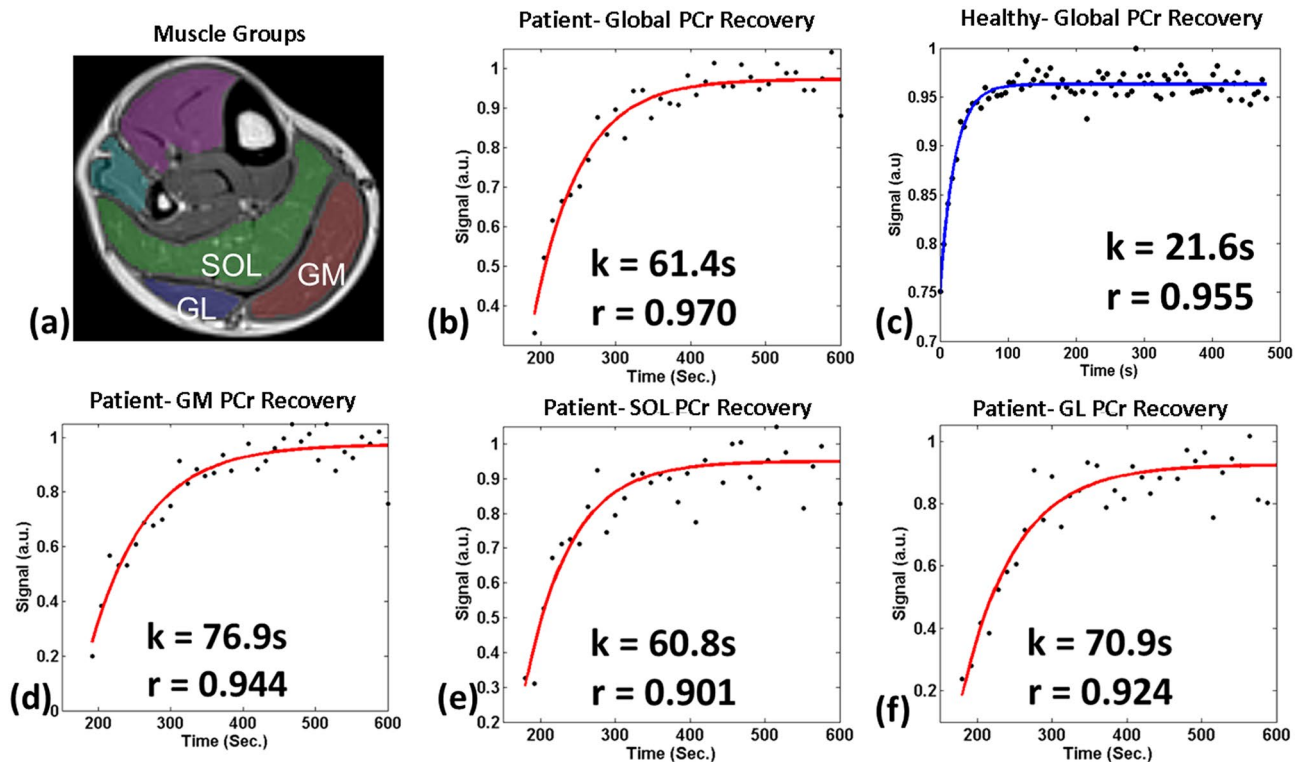 Muscle Groups
SOL
GM
GL
(a)
Patient- Global PCr Recovery
Signal (a.u.)
1
0.9
0.8
0.7
0.6
0.5
0.4
k = 61.4s
r = 0.970
(b)
200 300 400 500 600
Time (Sec.)
Healthy- Global PCr Recovery
Signal (a.u)
1
0.95
0.9
0.85
0.8
0.75
0.7
k = 21.6s
r = 0.955
(c)
0 100 200 300 400 500
Time (s)
Patient- GM PCr Recovery
Signal (a.u.)
1
0.8
0.6
0.4
0.2
0
k = 76.9s
r = 0.944
(d)
200 300 400 500 600
Time (Sec.)
Patient- SOL PCr Recovery
Signal (a.u.)
1
0.9
0.8
0.7
0.6
0.5
0.4
0.3
0.2
k = 60.8s
r = 0.901
(e)
200 300 400 500 600
Time (Sec.)
Patient- GL PCr Recovery
Signal (a.u.)
1
0.8
0.6
0.4
0.2
k = 70.9s
r = 0.924
(f)
200 300 400 500 600
Time (Sec.)